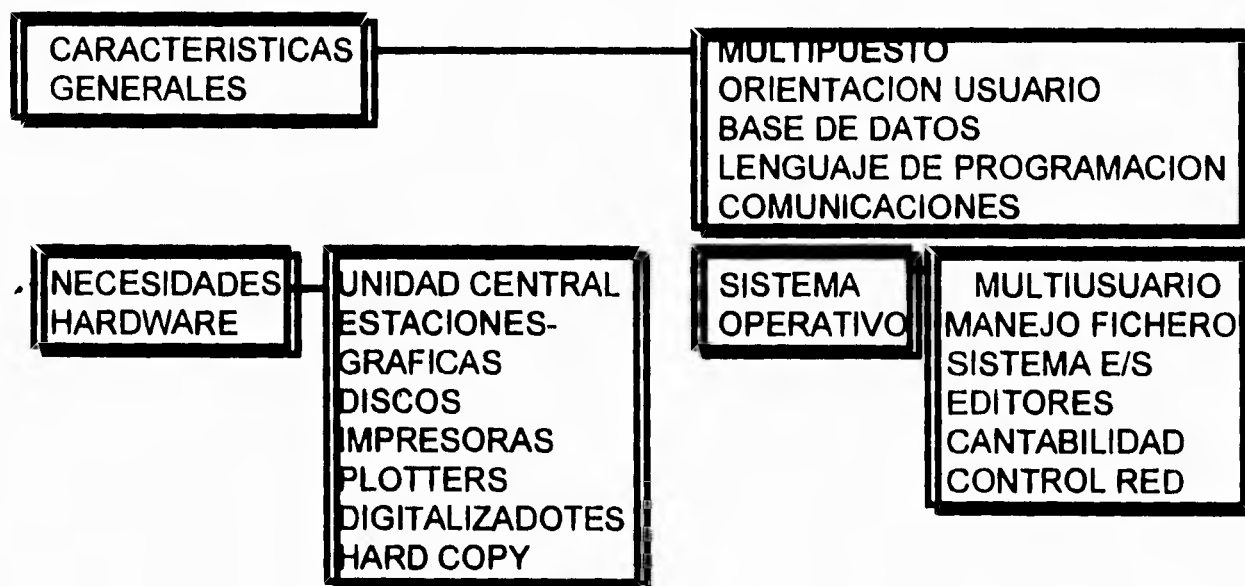 CARACTERISTICAS
GENERALES
MULTIPUESTO
ORIENTACION USUARIO
BASE DE DATOS
LENGUAJE DE PROGRAMACION
COMUNICACIONES
NECESIDADES
HARDWARE
UNIDAD CENTRAL
ESTACIONES-
GRAFICAS
DISCOS
IMPRESORAS
PLOTTERS
DIGITALIZADOTES
HARD COPY
SISTEMA
OPERATIVO
MULTIUSUARIO
MANEJO FICHERO
SISTEMA E/S
EDITORES
CANTABILIDAD
CONTROL RED